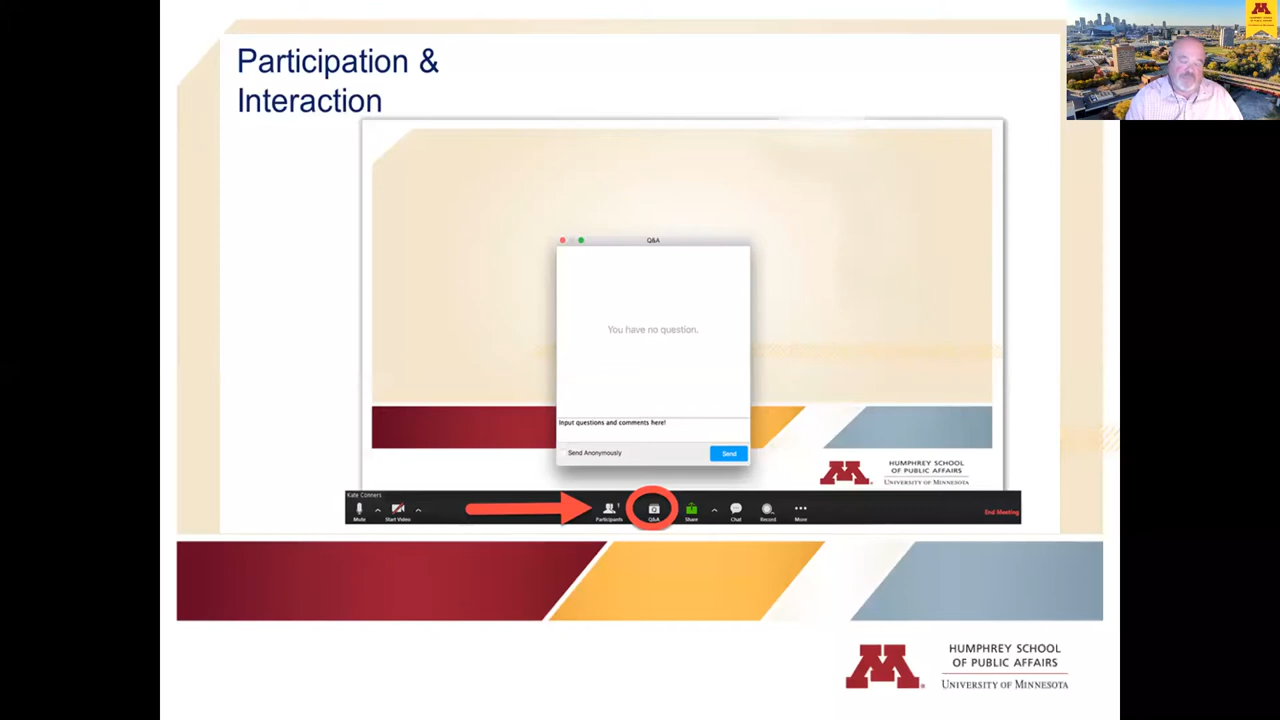 Participation &
Interaction
Q&A
You have no question.
Input questions and comments here!
Send Anonymously
Send
HUMPHREY SCHOOL
OF PUBLIC AFFAIRS
UNIVERSITY OF MINNESOTA
Kate Conners
Mute
Start Video
Participants
1
Q&A
Share
Chat
Record
More
End Meeting
M
HUMPHREY SCHOOL
OF PUBLIC AFFAIRS
UNIVERSITY OF MINNESOTA